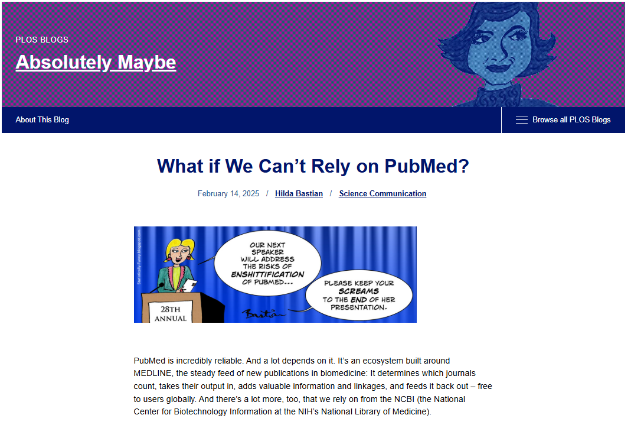 PLOS BLOGS
Absolutely Maybe
About This Blog
Browse all PLOS Blogs
What if We Can't Rely on PubMed?
February 14, 2025 / Hilda Bastian / Science Communication
OUR NEXT
SPEAKER
WILL ADDRESS
THE RISKS OF
ENSHITTIFICATION
OF PUBMED...
PLEASE KEEP YOUR
SCREAMS
TO THE END OF HER
PRESENTATION.
28TH
ANNUAL
Bastian
PubMed is incredibly reliable. And a lot depends on it. It's an ecosystem built around
MEDLINE, the steady feed of new publications in biomedicine: It determines which journals
count, takes their output in, adds valuable information and linkages, and feeds it back out – free
to users globally. And there's a lot more, too, that we rely on from the NCBI (the National
Center for Biotechnology Information at the NIH's National Library of Medicine).